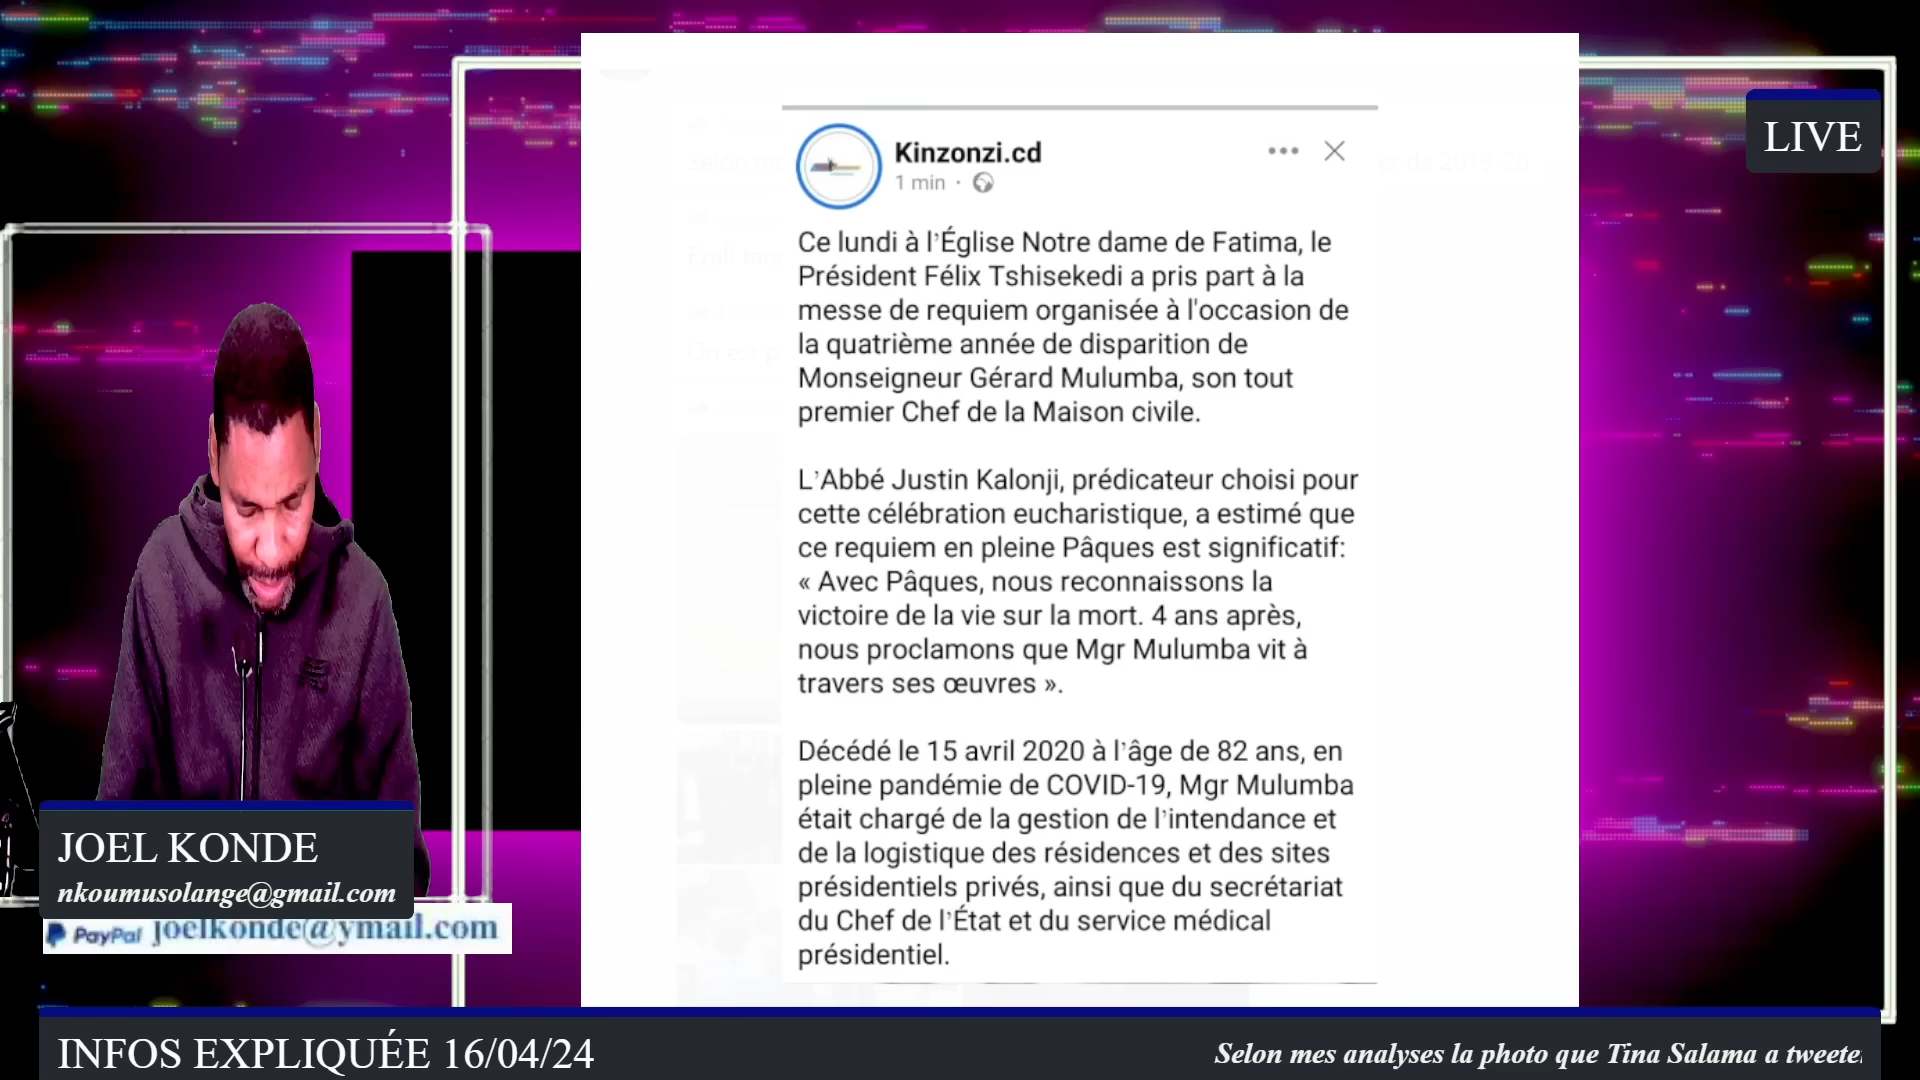 LIVE
Kinzonzi.cd
1 min ·
Ce lundi à l'Église Notre dame de Fatima, le
Président Félix Tshisekedi a pris part à la
messe de requiem organisée à l'occasion de
la quatrième année de disparition de
Monseigneur Gérard Mulumba, son tout
premier Chef de la Maison civile.
L'Abbé Justin Kalonji, prédicateur choisi pour
cette célébration eucharistique, a estimé que
ce requiem en pleine Pâques est significatif:
« Avec Pâques, nous reconnaissons la
victoire de la vie sur la mort. 4 ans après,
nous proclamons que Mgr Mulumba vit à
travers ses œuvres ».
Décédé le 15 avril 2020 à l'âge de 82 ans, en
pleine pandémie de COVID-19, Mgr Mulumba
était chargé de la gestion de l'intendance et
de la logistique des résidences et des sites
présidentiels privés, ainsi que du secrétariat
du Chef de l'État et du service médical
présidentiel.
JOEL KONDE
nkoumusolange@gmail.com
PayPal joelkonde@ymail.com
INFOS EXPLIQUÉE 16/04/24
Selon mes analyses la photo que Tina Salama a tweete